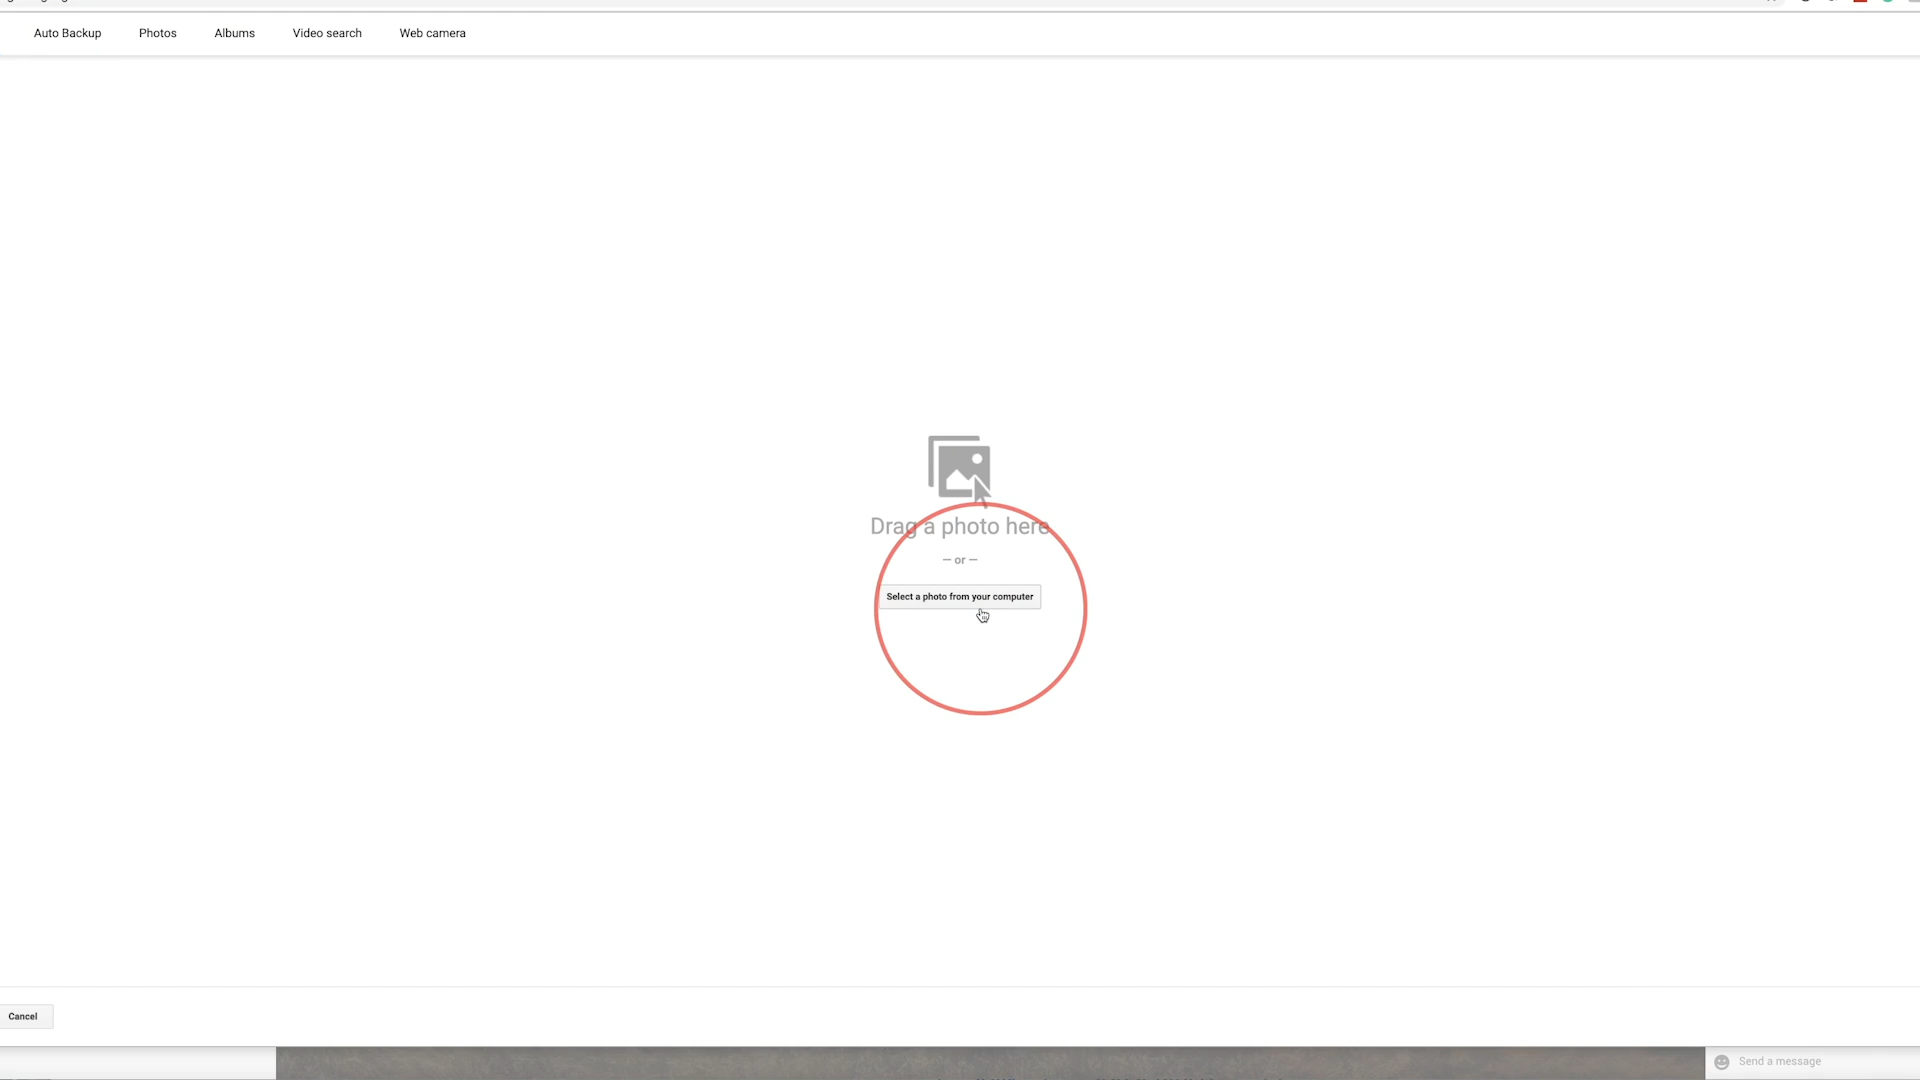 Auto Backup Photos Albums Video search Web camera
Drag a photo here
— or —
Select a photo from your computer
Cancel
Send a message